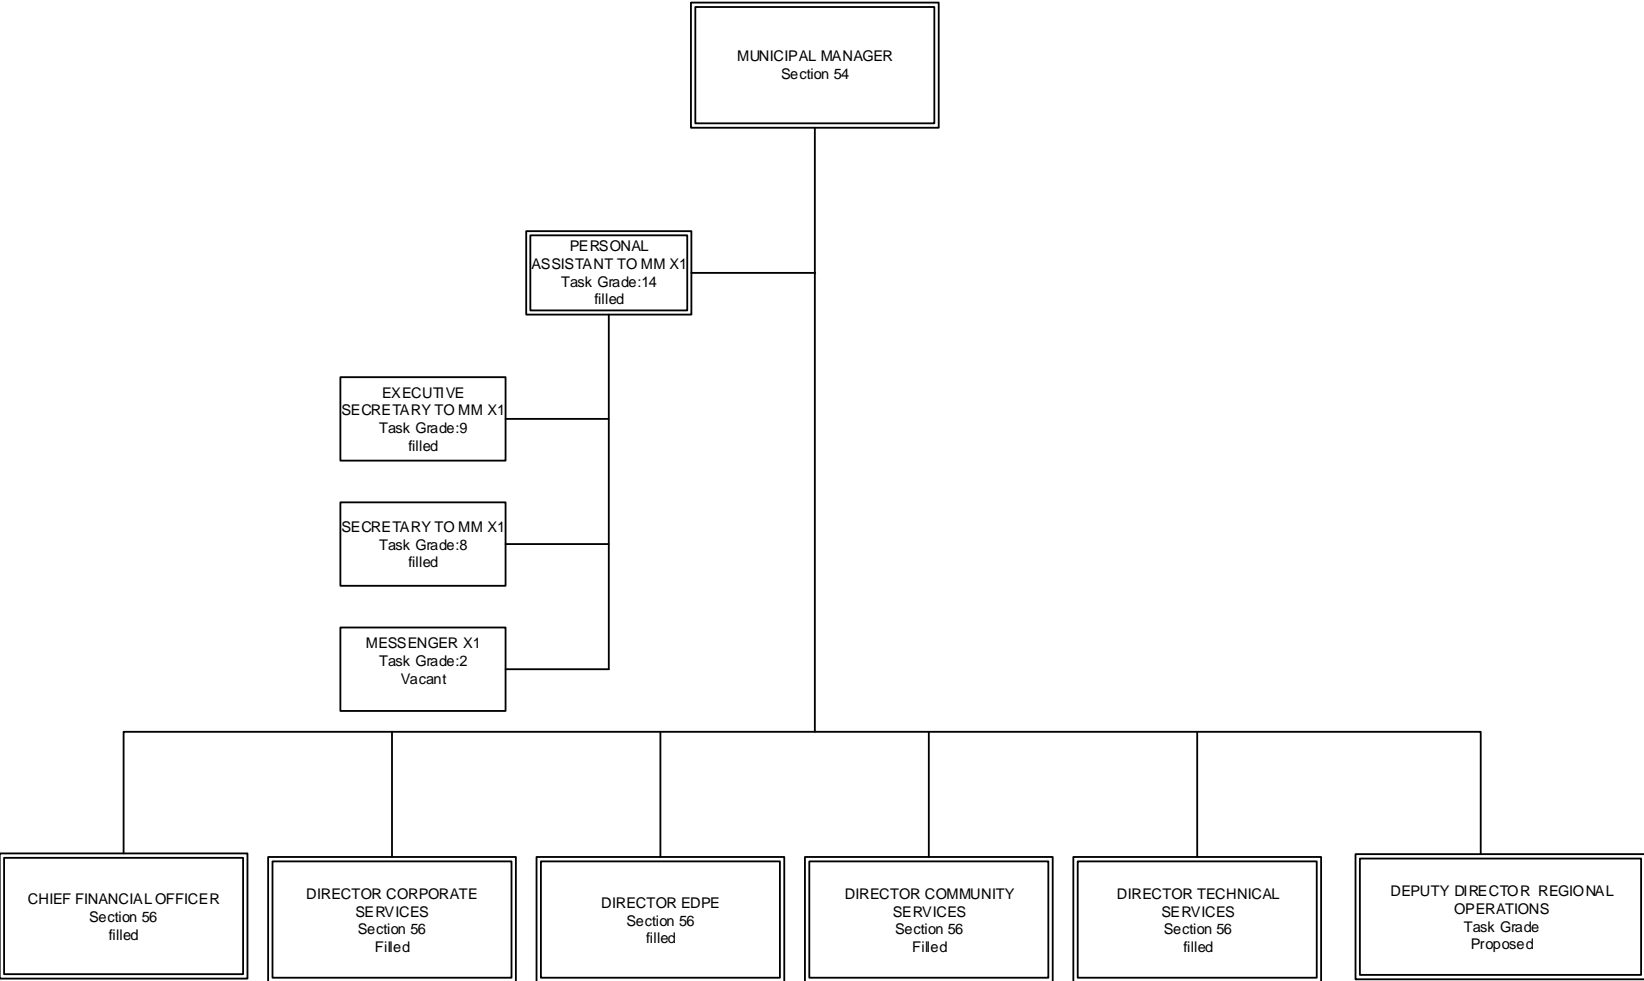 MUNICIPAL MANAGER
Section 54
PERSONAL
ASSISTANT TO MM X1
Task Grade:14
filled
EXECUTIVE
SECRETARY TO MM X1
Task Grade:9
filled
SECRETARY TO MM X1
Task Grade:8
filled
MESSENGER X1
Task Grade:2
Vacant
CHIEF FINANCIAL OFFICER
Section 56
filled
DIRECTOR CORPORATE
SERVICES
Section 56
Filled
DIRECTOR EDPE
Section 56
filled
DIRECTOR COMMUNITY
SERVICES
Section 56
Filled
DIRECTOR TECHNICAL
SERVICES
Section 56
filled
DEPUTY DIRECTOR REGIONAL
OPERATIONS
Task Grade
Proposed